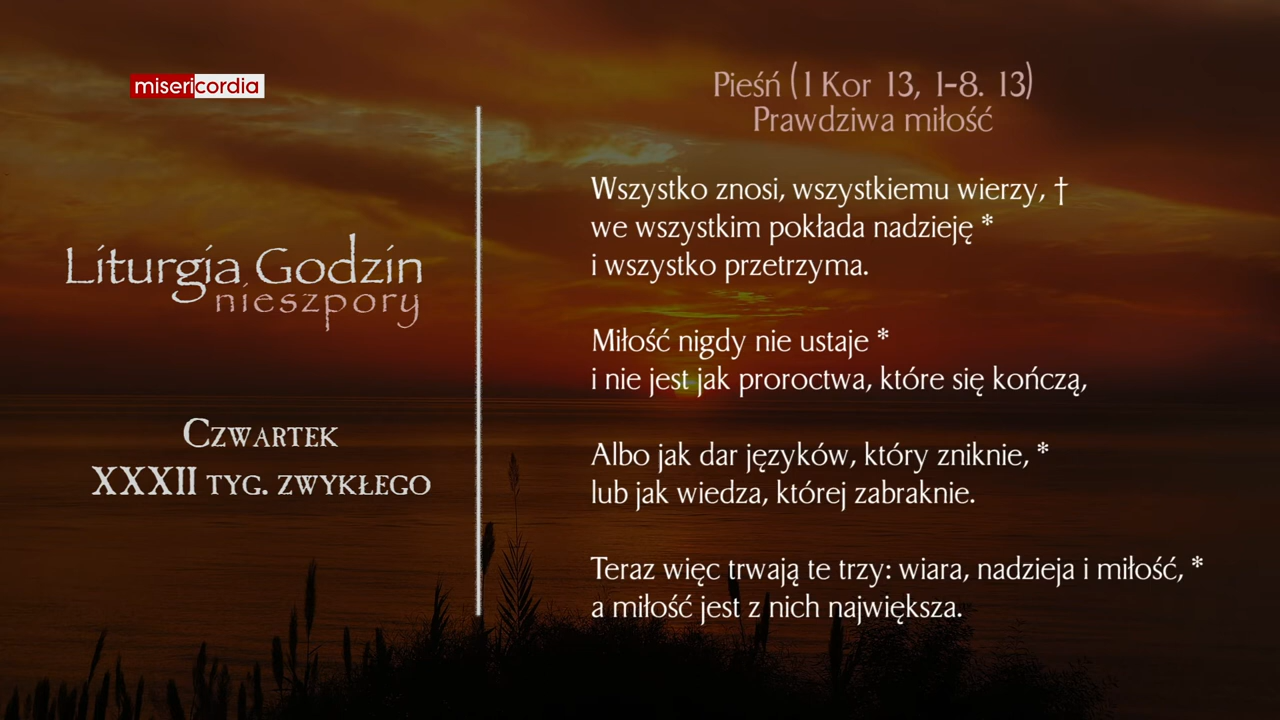 misericordia
Liturgia Godzin
nieszpory
Czwartek
XXXII tyg. zwykłego
Pieśń (1 Kor 13, 1-8. 13)
Prawdziwa miłość
Wszystko znosi, wszystkiemu wierzy, †
we wszystkim pokłada nadzieję *
i wszystko przetrzyma.
Miłość nigdy nie ustaje *
i nie jest jak proroctwa, które się kończą,
Albo jak dar języków, który zniknie, *
lub jak wiedza, której zabraknie.
Teraz więc trwają te trzy: wiara, nadzieja i miłość, *
a miłość jest z nich największa.